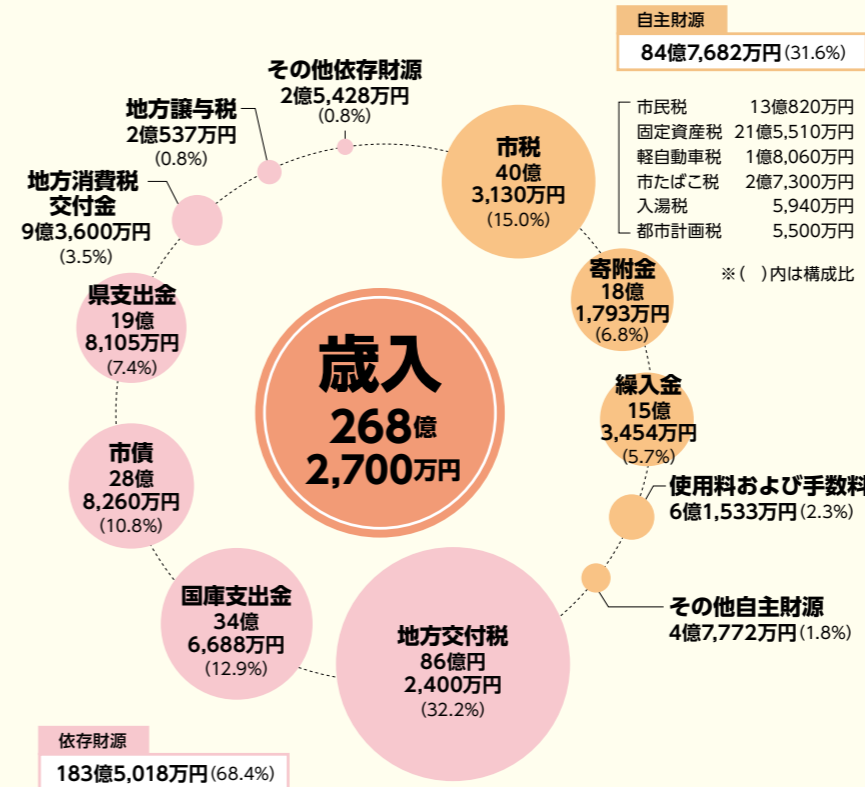 自主財源
84億7,682万円(31.6%)
市民税 13億820万円
固定資産税 21億5,510万円
軽自動車税 1億8,060万円
市たばこ税 2億7,300万円
入湯税 5,940万円
都市計画税 5,500万円
※( )内は構成比
歳入
268億
2,700万円
市税
40億
3,130万円
(15.0%)
寄附金
18億
1,793万円
(6.8%)
繰入金
15億
3,454万円
(5.7%)
使用料および手数料
6億1,533万円(2.3%)
その他自主財源
4億7,772万円(1.8%)
地方交付税
86億円
2,400万円
(32.2%)
国庫支出金
34億
6,688万円
(12.9%)
市債
28億
8,260万円
(10.8%)
県支出金
19億
8,105万円
(7.4%)
地方消費税
交付金
9億3,600万円
(3.5%)
地方譲与税
2億537万円
(0.8%)
その他依存財源
2億5,428万円
(0.8%)
依存財源
183億5,018万円(68.4%)